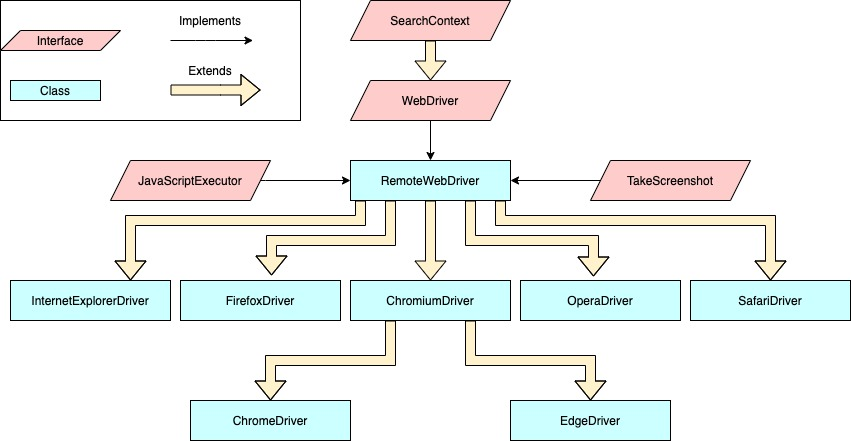 Implements
Interface
Extends
Class
SearchContext
WebDriver
JavaScriptExecutor
RemoteWebDriver
TakeScreenshot
InternetExplorerDriver
FirefoxDriver
ChromiumDriver
OperaDriver
SafariDriver
ChromeDriver
EdgeDriver